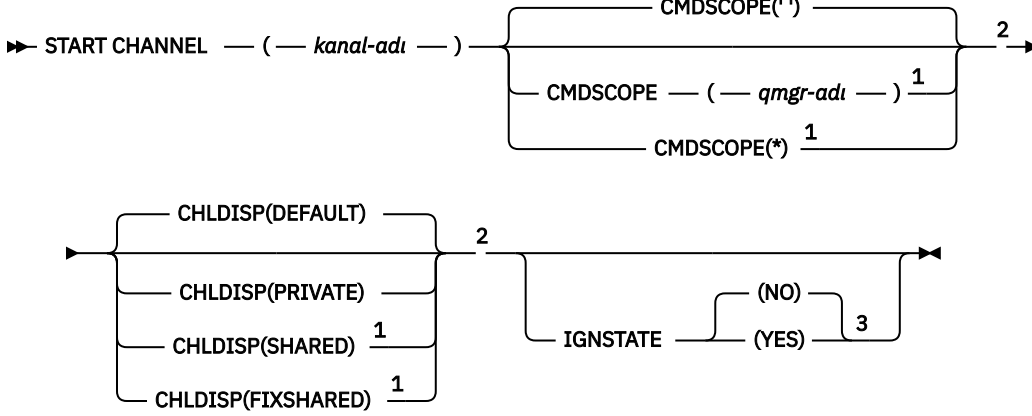 CMDSCOPE(' ')
START CHANNEL ( kanal-adı ) 2
CMDSCOPE ( qmgr-adı ) 1
CMDSCOPE(*) 1
CHLDISP(DEFAULT) 2
CHLDISP(PRIVATE)
CHLDISP(SHARED) 1
CHLDISP(FIXSHARED) 1
(NO)
IGNSTATE (YES) 3